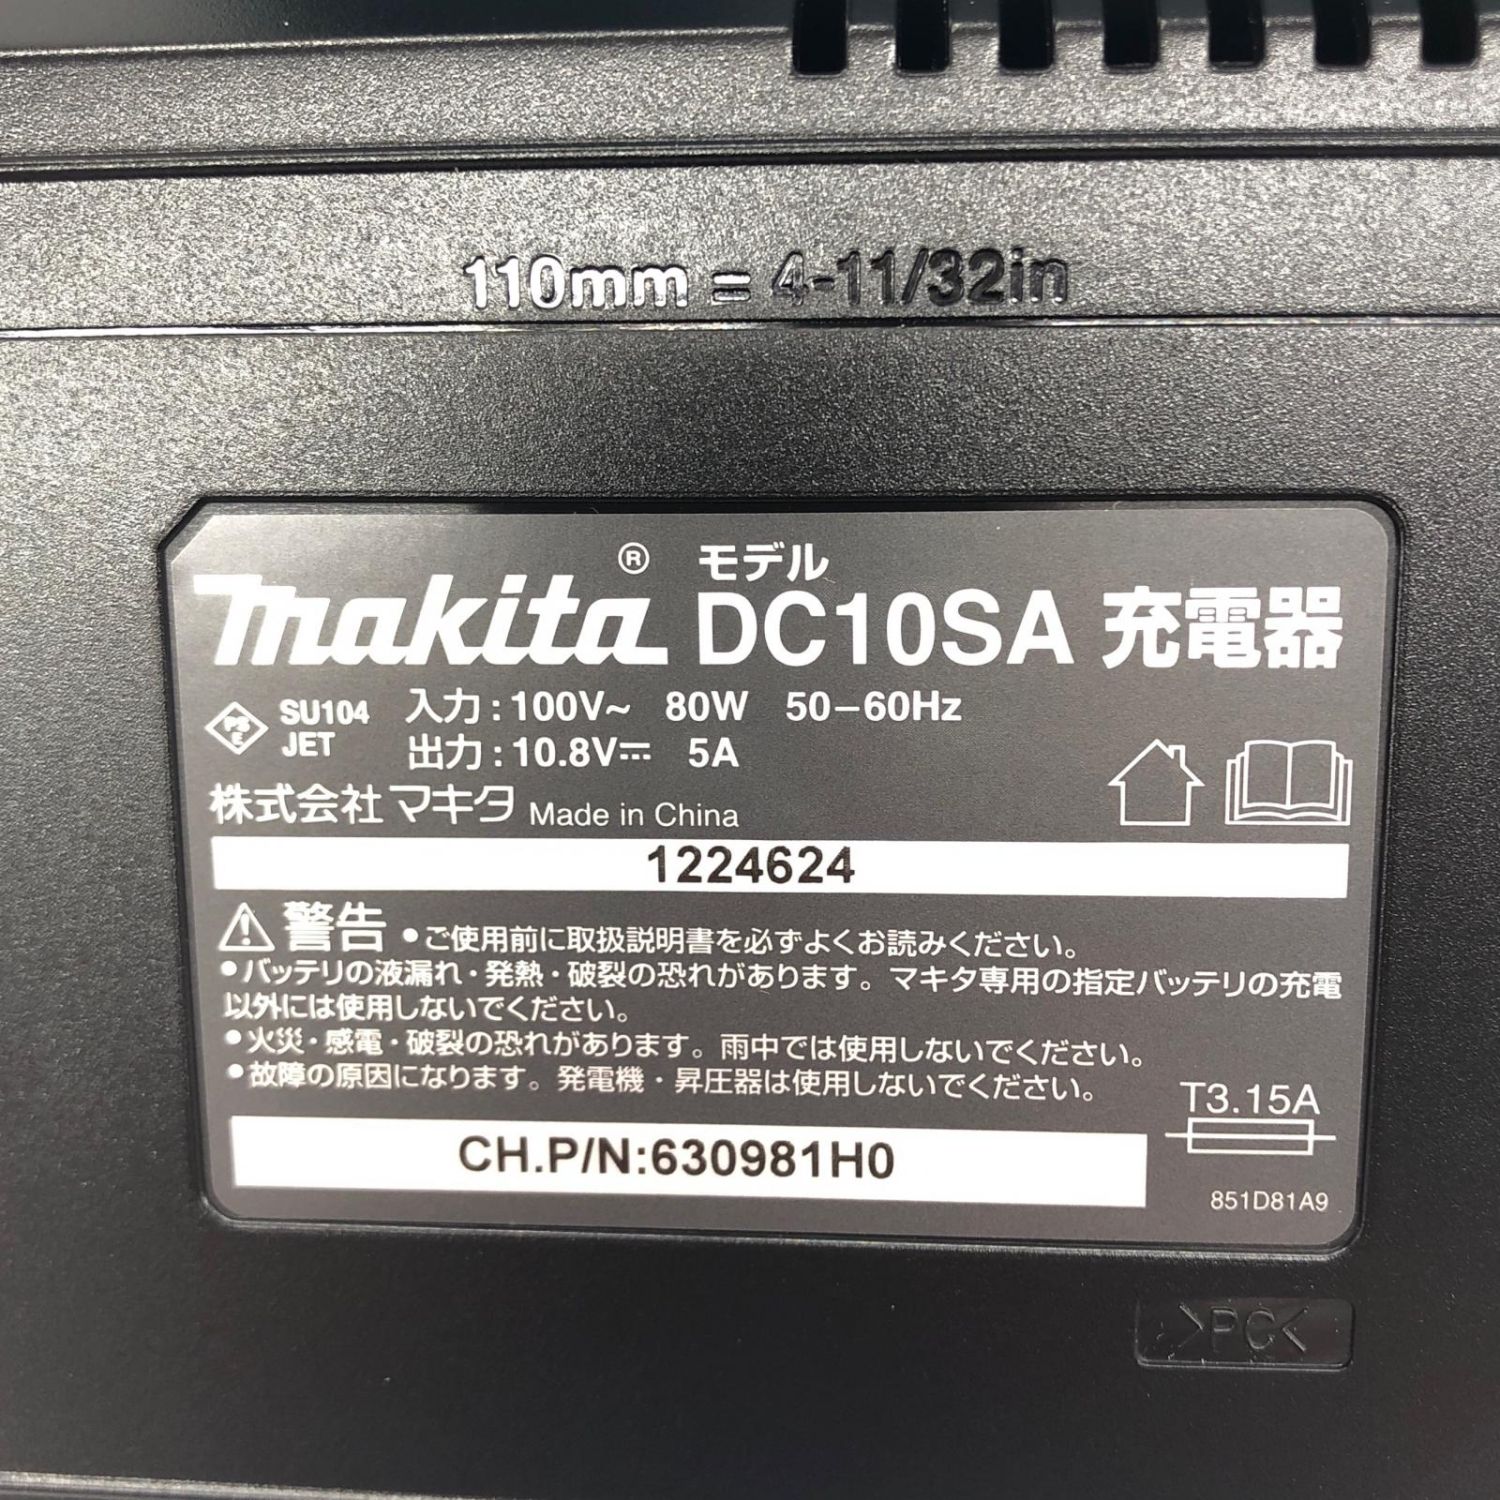 110mm = 4-11/32in
makita® モデル DC10SA 充電器
PSE SU104 JET
入力：100V~ 80W 50–60Hz
出力：10.8V⎓ 5A
株式会社マキタ Made in China
1224624
⚠警告 ●ご使用前に取扱説明書を必ずよくお読みください。
●バッテリの液漏れ・発熱・破裂の恐れがあります。マキタ専用の指定バッテリの充電
以外には使用しないでください。
●火災・感電・破裂の恐れがあります。雨中では使用しないでください。
●故障の原因になります。発電機・昇圧器は使用しないでください。
T3.15A
CH.P/N:630981H0
851D81A9
>PC<